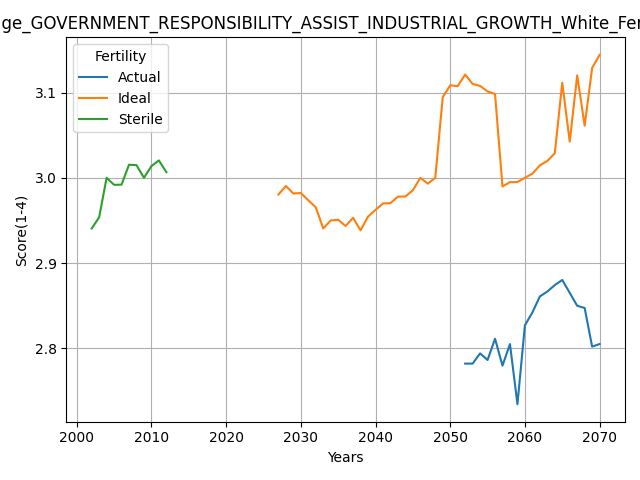 ge_GOVERNMENT_RESPONSIBILITY_ASSIST_INDUSTRIAL_GROWTH_White_Fer
Fertility
Actual
Ideal
Sterile
Score(1-4)
3.1
3.0
2.9
2.8
2000 2010 2020 2030 2040 2050 2060 2070
Years